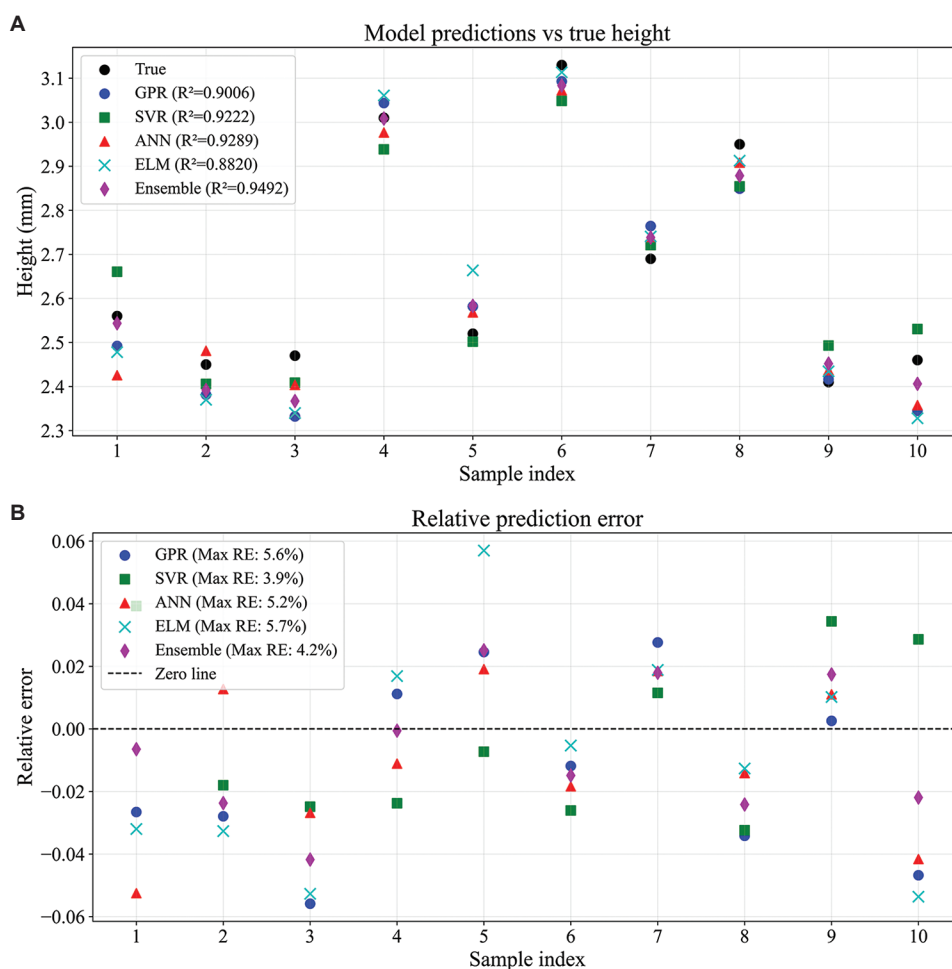 A
Model predictions vs true height
True
GPR (R²=0.9006)
SVR (R²=0.9222)
ANN (R²=0.9289)
ELM (R²=0.8820)
Ensemble (R²=0.9492)
Height (mm)
3.1
3.0
2.9
2.8
2.7
2.6
2.5
2.4
2.3
1 2 3 4 5 6 7 8 9 10
Sample index
B
Relative prediction error
GPR (Max RE: 5.6%)
SVR (Max RE: 3.9%)
ANN (Max RE: 5.2%)
ELM (Max RE: 5.7%)
Ensemble (Max RE: 4.2%)
Zero line
Relative error
0.06
0.04
0.02
0.00
−0.02
−0.04
−0.06
1 2 3 4 5 6 7 8 9 10
Sample index